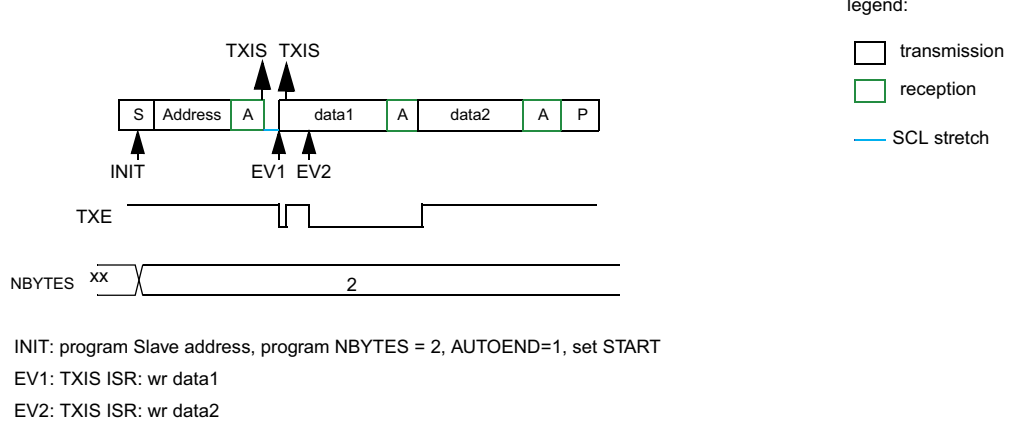 legend:
TXIS TXIS
transmission
reception
S Address A data1 A data2 A P
SCL stretch
INIT EV1 EV2
TXE
NBYTES xx 2
INIT: program Slave address, program NBYTES = 2, AUTOEND=1, set START
EV1: TXIS ISR: wr data1
EV2: TXIS ISR: wr data2